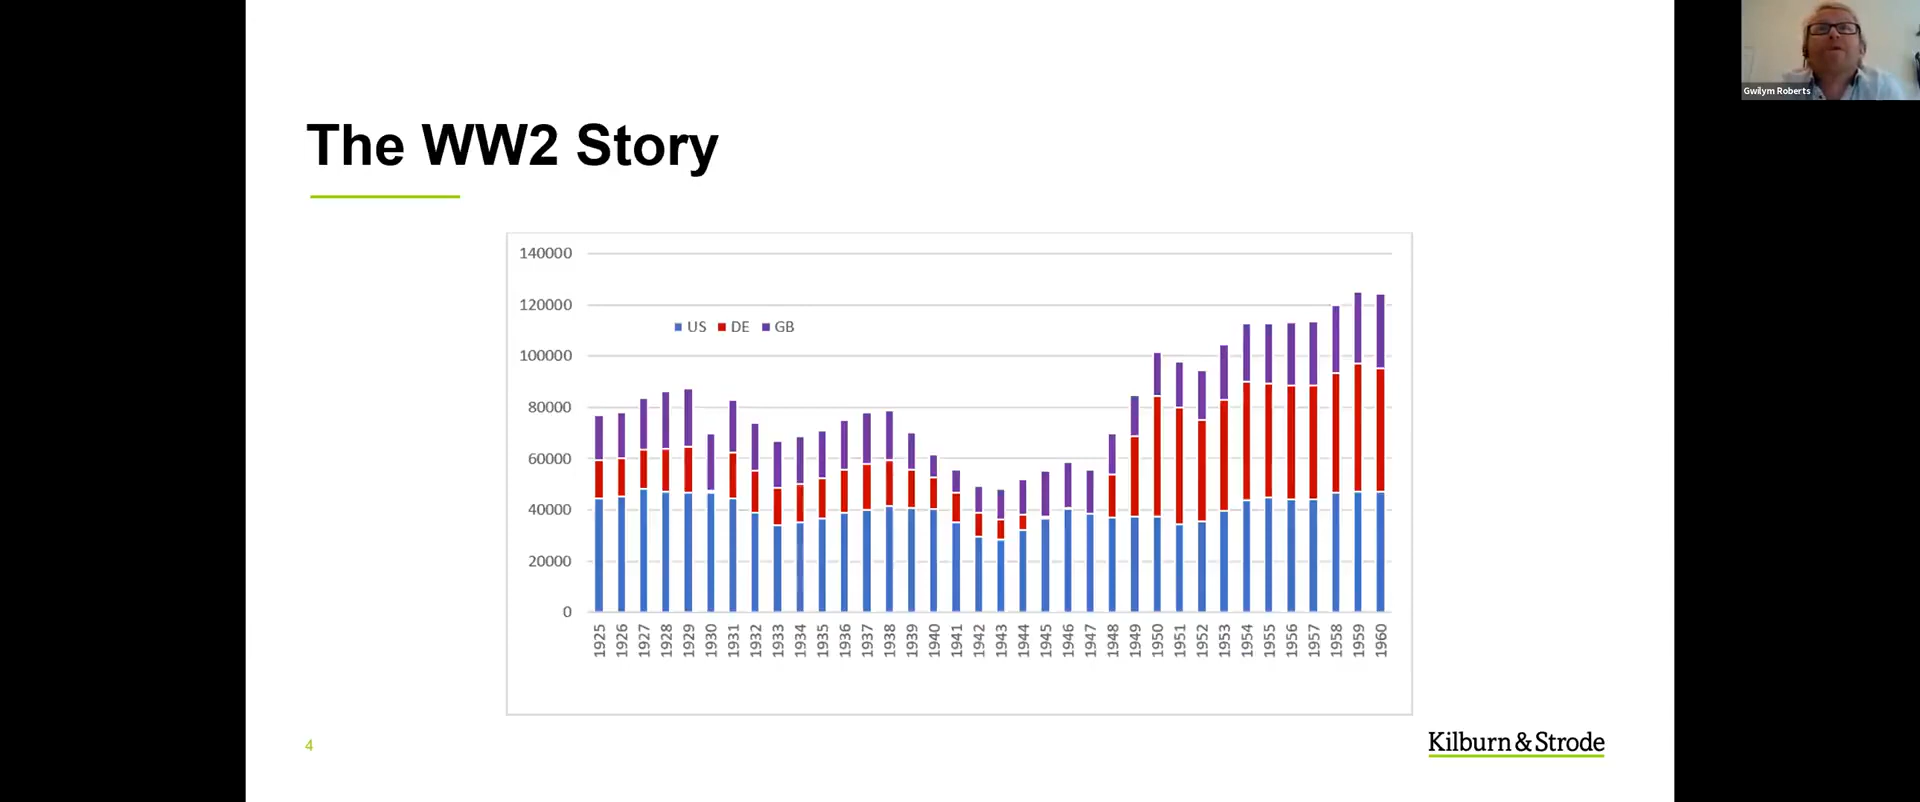 Gwilym Roberts
The WW2 Story
140000
120000
US DE GB
100000
80000
60000
40000
20000
0
1925 1926 1927 1928 1929 1930 1931 1932 1933 1934 1935 1936 1937 1938 1939 1940 1941 1942 1943 1944 1945 1946 1947 1948 1949 1950 1951 1952 1953 1954 1955 1956 1957 1958 1959 1960
4
Kilburn & Strode